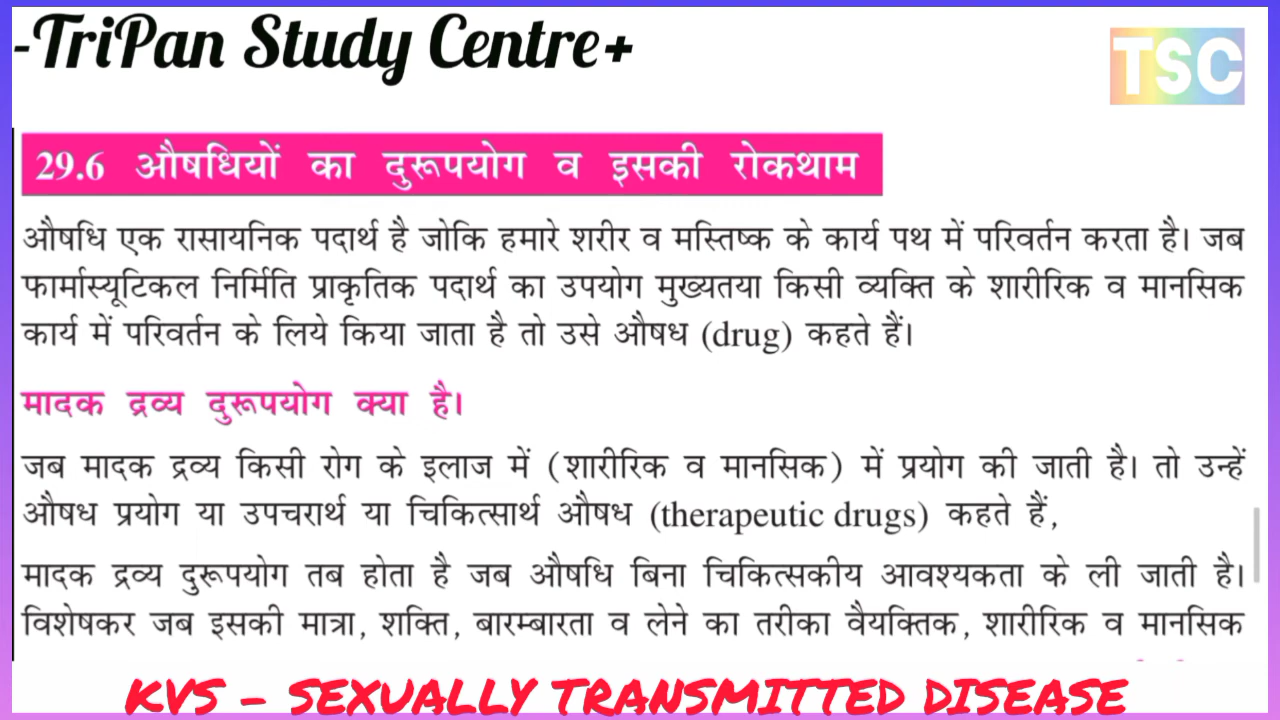 -TriPan Study Centre+
TSC
29.6 औषधियों का दुरूपयोग व इसकी रोकथाम
औषधि एक रासायनिक पदार्थ है जोकि हमारे शरीर व मस्तिष्क के कार्य पथ में परिवर्तन करता है। जब
फार्मास्यूटिकल निर्मिति प्राकृतिक पदार्थ का उपयोग मुख्यतया किसी व्यक्ति के शारीरिक व मानसिक
कार्य में परिवर्तन के लिये किया जाता है तो उसे औषध (drug) कहते हैं।
मादक द्रव्य दुरूपयोग क्या है।
जब मादक द्रव्य किसी रोग के इलाज में (शारीरिक व मानसिक) में प्रयोग की जाती है। तो उन्हें
औषध प्रयोग या उपचरार्थ या चिकित्सार्थ औषध (therapeutic drugs) कहते हैं,
मादक द्रव्य दुरूपयोग तब होता है जब औषधि बिना चिकित्सकीय आवश्यकता के ली जाती है।
विशेषकर जब इसकी मात्रा, शक्ति, बारम्बारता व लेने का तरीका वैयक्तिक, शारीरिक व मानसिक
KVS - SEXUALLY TRANSMITTED DISEASE